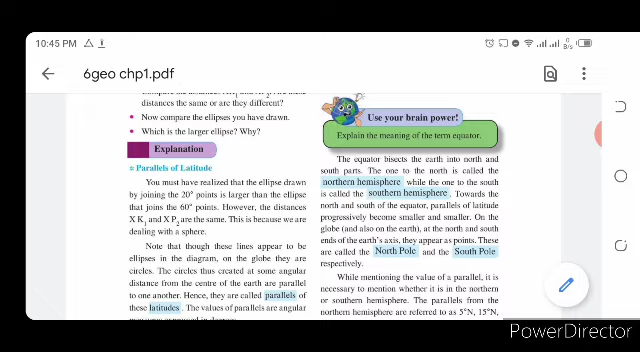 10:45 PM
0
B/s
6geo chp1.pdf
distances the same or are they different?
Now compare the ellipses you have drawn.
Which is the larger ellipse? Why?
Explanation
Parallels of Latitude
You must have realized that the ellipse drawn
by joining the 20° points is larger than the ellipse
that joins the 60° points. However, the distances
X K1 and X P2 are the same. This is because we are
dealing with a sphere.
Note that though these lines appear to be
ellipses in the diagram, on the globe they are
circles. The circles thus created at some angular
distance from the centre of the earth are parallel
to one another. Hence, they are called parallels of
these latitudes. The values of parallels are angular
Use your brain power!
Explain the meaning of the term equator.
The equator bisects the earth into north and
south parts. The one to the north is called the
northern hemisphere while the one to the south
is called the southern hemisphere. Towards the
north and south of the equator, parallels of latitude
progressively become smaller and smaller. On the
globe (and also on the earth), at the north and south
ends of the earth's axis, they appear as points. These
are called the North Pole and the South Pole
respectively.
While mentioning the value of a parallel, it is
necessary to mention whether it is in the northern
or southern hemisphere. The parallels from the
northern hemisphere are referred to as 5°N, 15°N,
PowerDirector